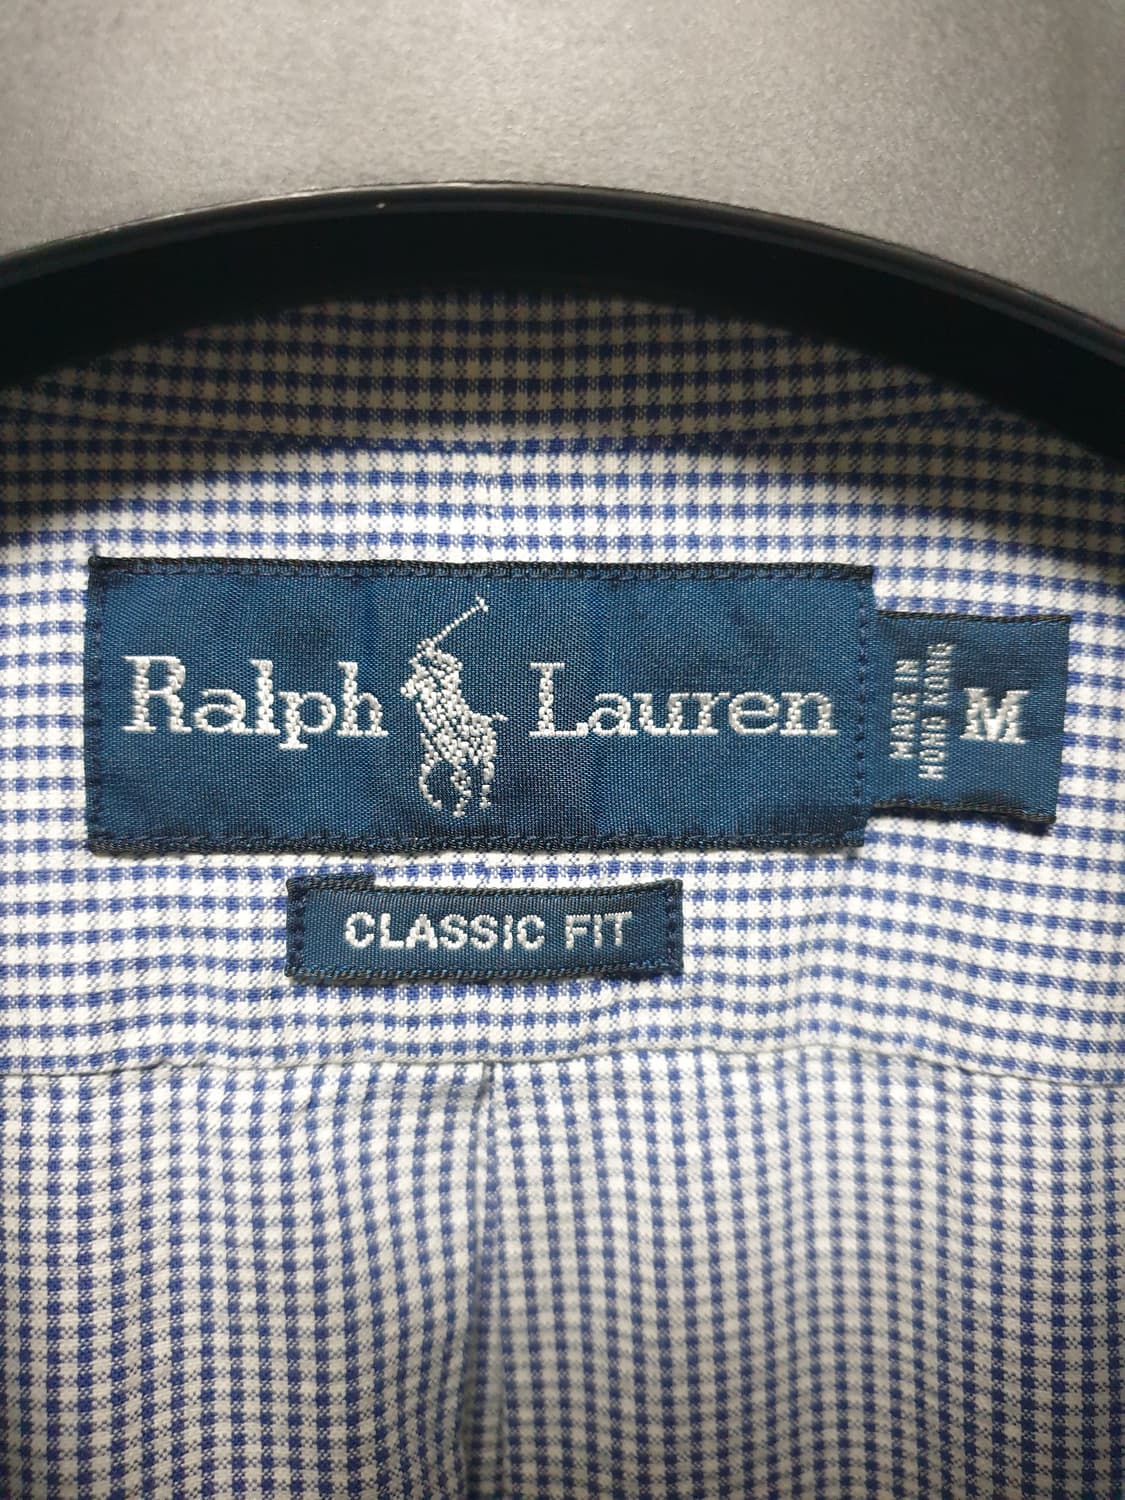 Ralph Lauren
MADE IN
HONG KONG
M
CLASSIC FIT